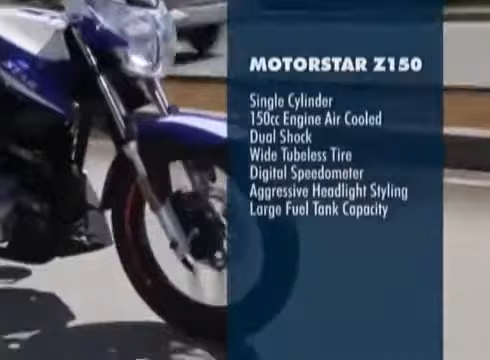 MOTORSTAR Z150
Single Cylinder
150cc Engine Air Cooled
Dual Shock
Wide Tubeless Tire
Digital Speedometer
Aggressive Headlight Styling
Large Fuel Tank Capacity